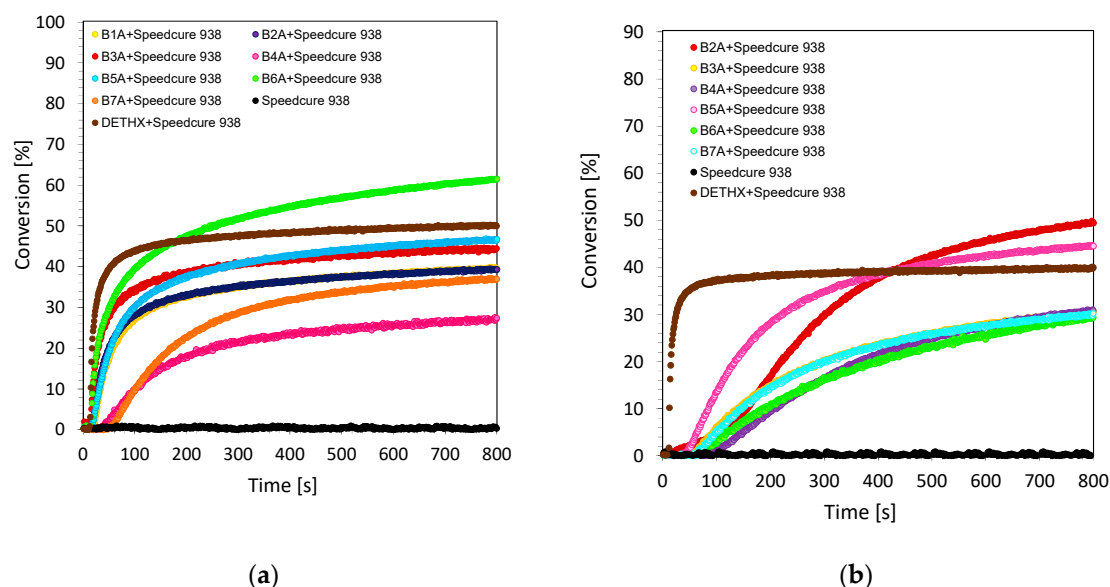 100
90
80
70
60
50
40
30
20
10
0
Conversion [%]
B1A+Speedcure 938 B2A+Speedcure 938
B3A+Speedcure 938 B4A+Speedcure 938
B5A+Speedcure 938 B6A+Speedcure 938
B7A+Speedcure 938 Speedcure 938
DETHX+Speedcure 938
0 100 200 300 400 500 600 700 800
Time [s]
(a)
90
80
70
60
50
40
30
20
10
0
Conversion [%]
B2A+Speedcure 938
B3A+Speedcure 938
B4A+Speedcure 938
B5A+Speedcure 938
B6A+Speedcure 938
B7A+Speedcure 938
Speedcure 938
DETHX+Speedcure 938
0 100 200 300 400 500 600 700 800
Time [s]
(b)